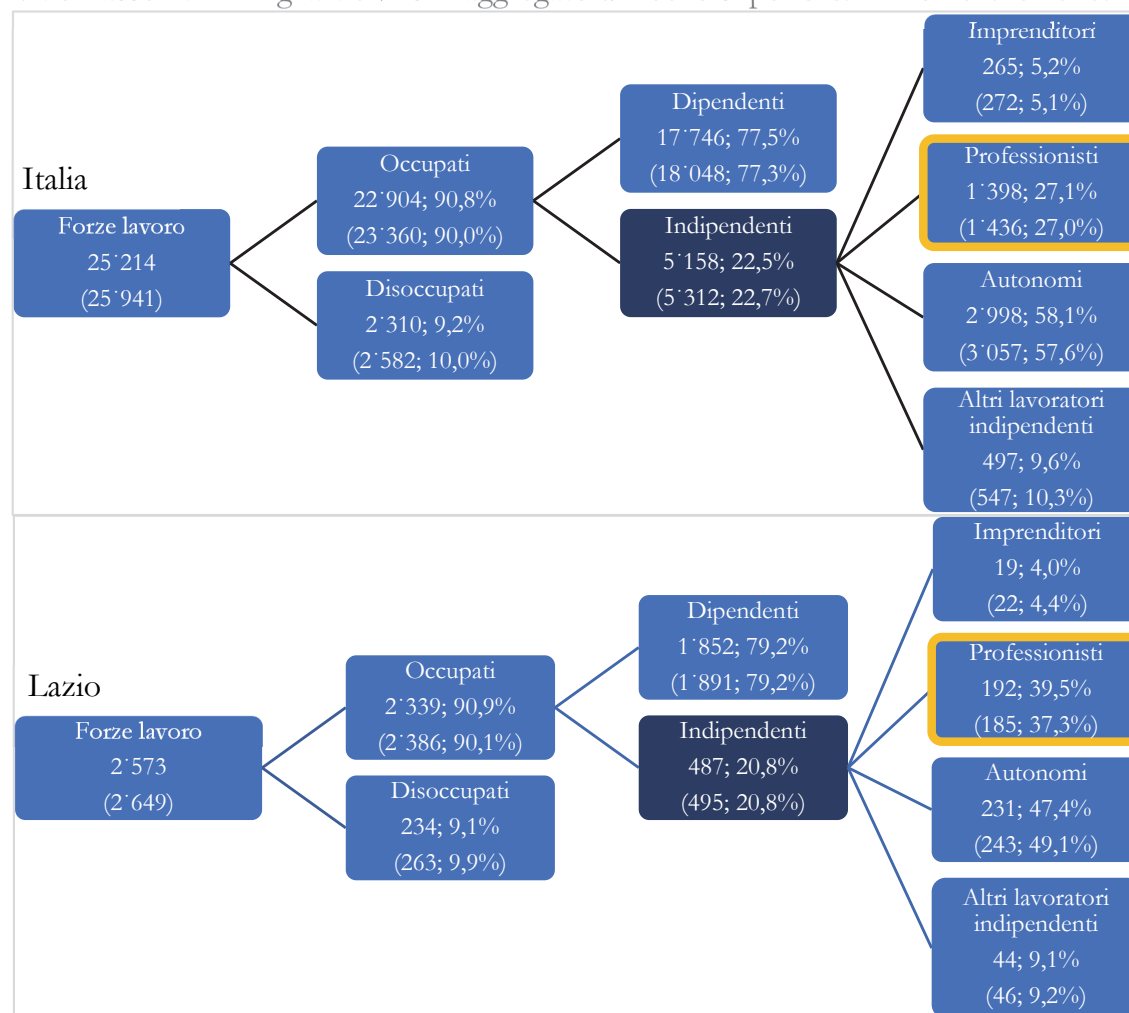 Italia
Forze lavoro
25˙214
(25˙941)
Occupati
22˙904; 90,8%
(23˙360; 90,0%)
Disoccupati
2˙310; 9,2%
(2˙582; 10,0%)
Dipendenti
17˙746; 77,5%
(18˙048; 77,3%)
Indipendenti
5˙158; 22,5%
(5˙312; 22,7%)
Imprenditori
265; 5,2%
(272; 5,1%)
Professionisti
1˙398; 27,1%
(1˙436; 27,0%)
Autonomi
2˙998; 58,1%
(3˙057; 57,6%)
Altri lavoratori
indipendenti
497; 9,6%
(547; 10,3%)
Lazio
Forze lavoro
2˙573
(2˙649)
Occupati
2˙339; 90,9%
(2˙386; 90,1%)
Disoccupati
234; 9,1%
(263; 9,9%)
Dipendenti
1˙852; 79,2%
(1˙891; 79,2%)
Indipendenti
487; 20,8%
(495; 20,8%)
Imprenditori
19; 4,0%
(22; 4,4%)
Professionisti
192; 39,5%
(185; 37,3%)
Autonomi
231; 47,4%
(243; 49,1%)
Altri lavoratori
indipendenti
44; 9,1%
(46; 9,2%)